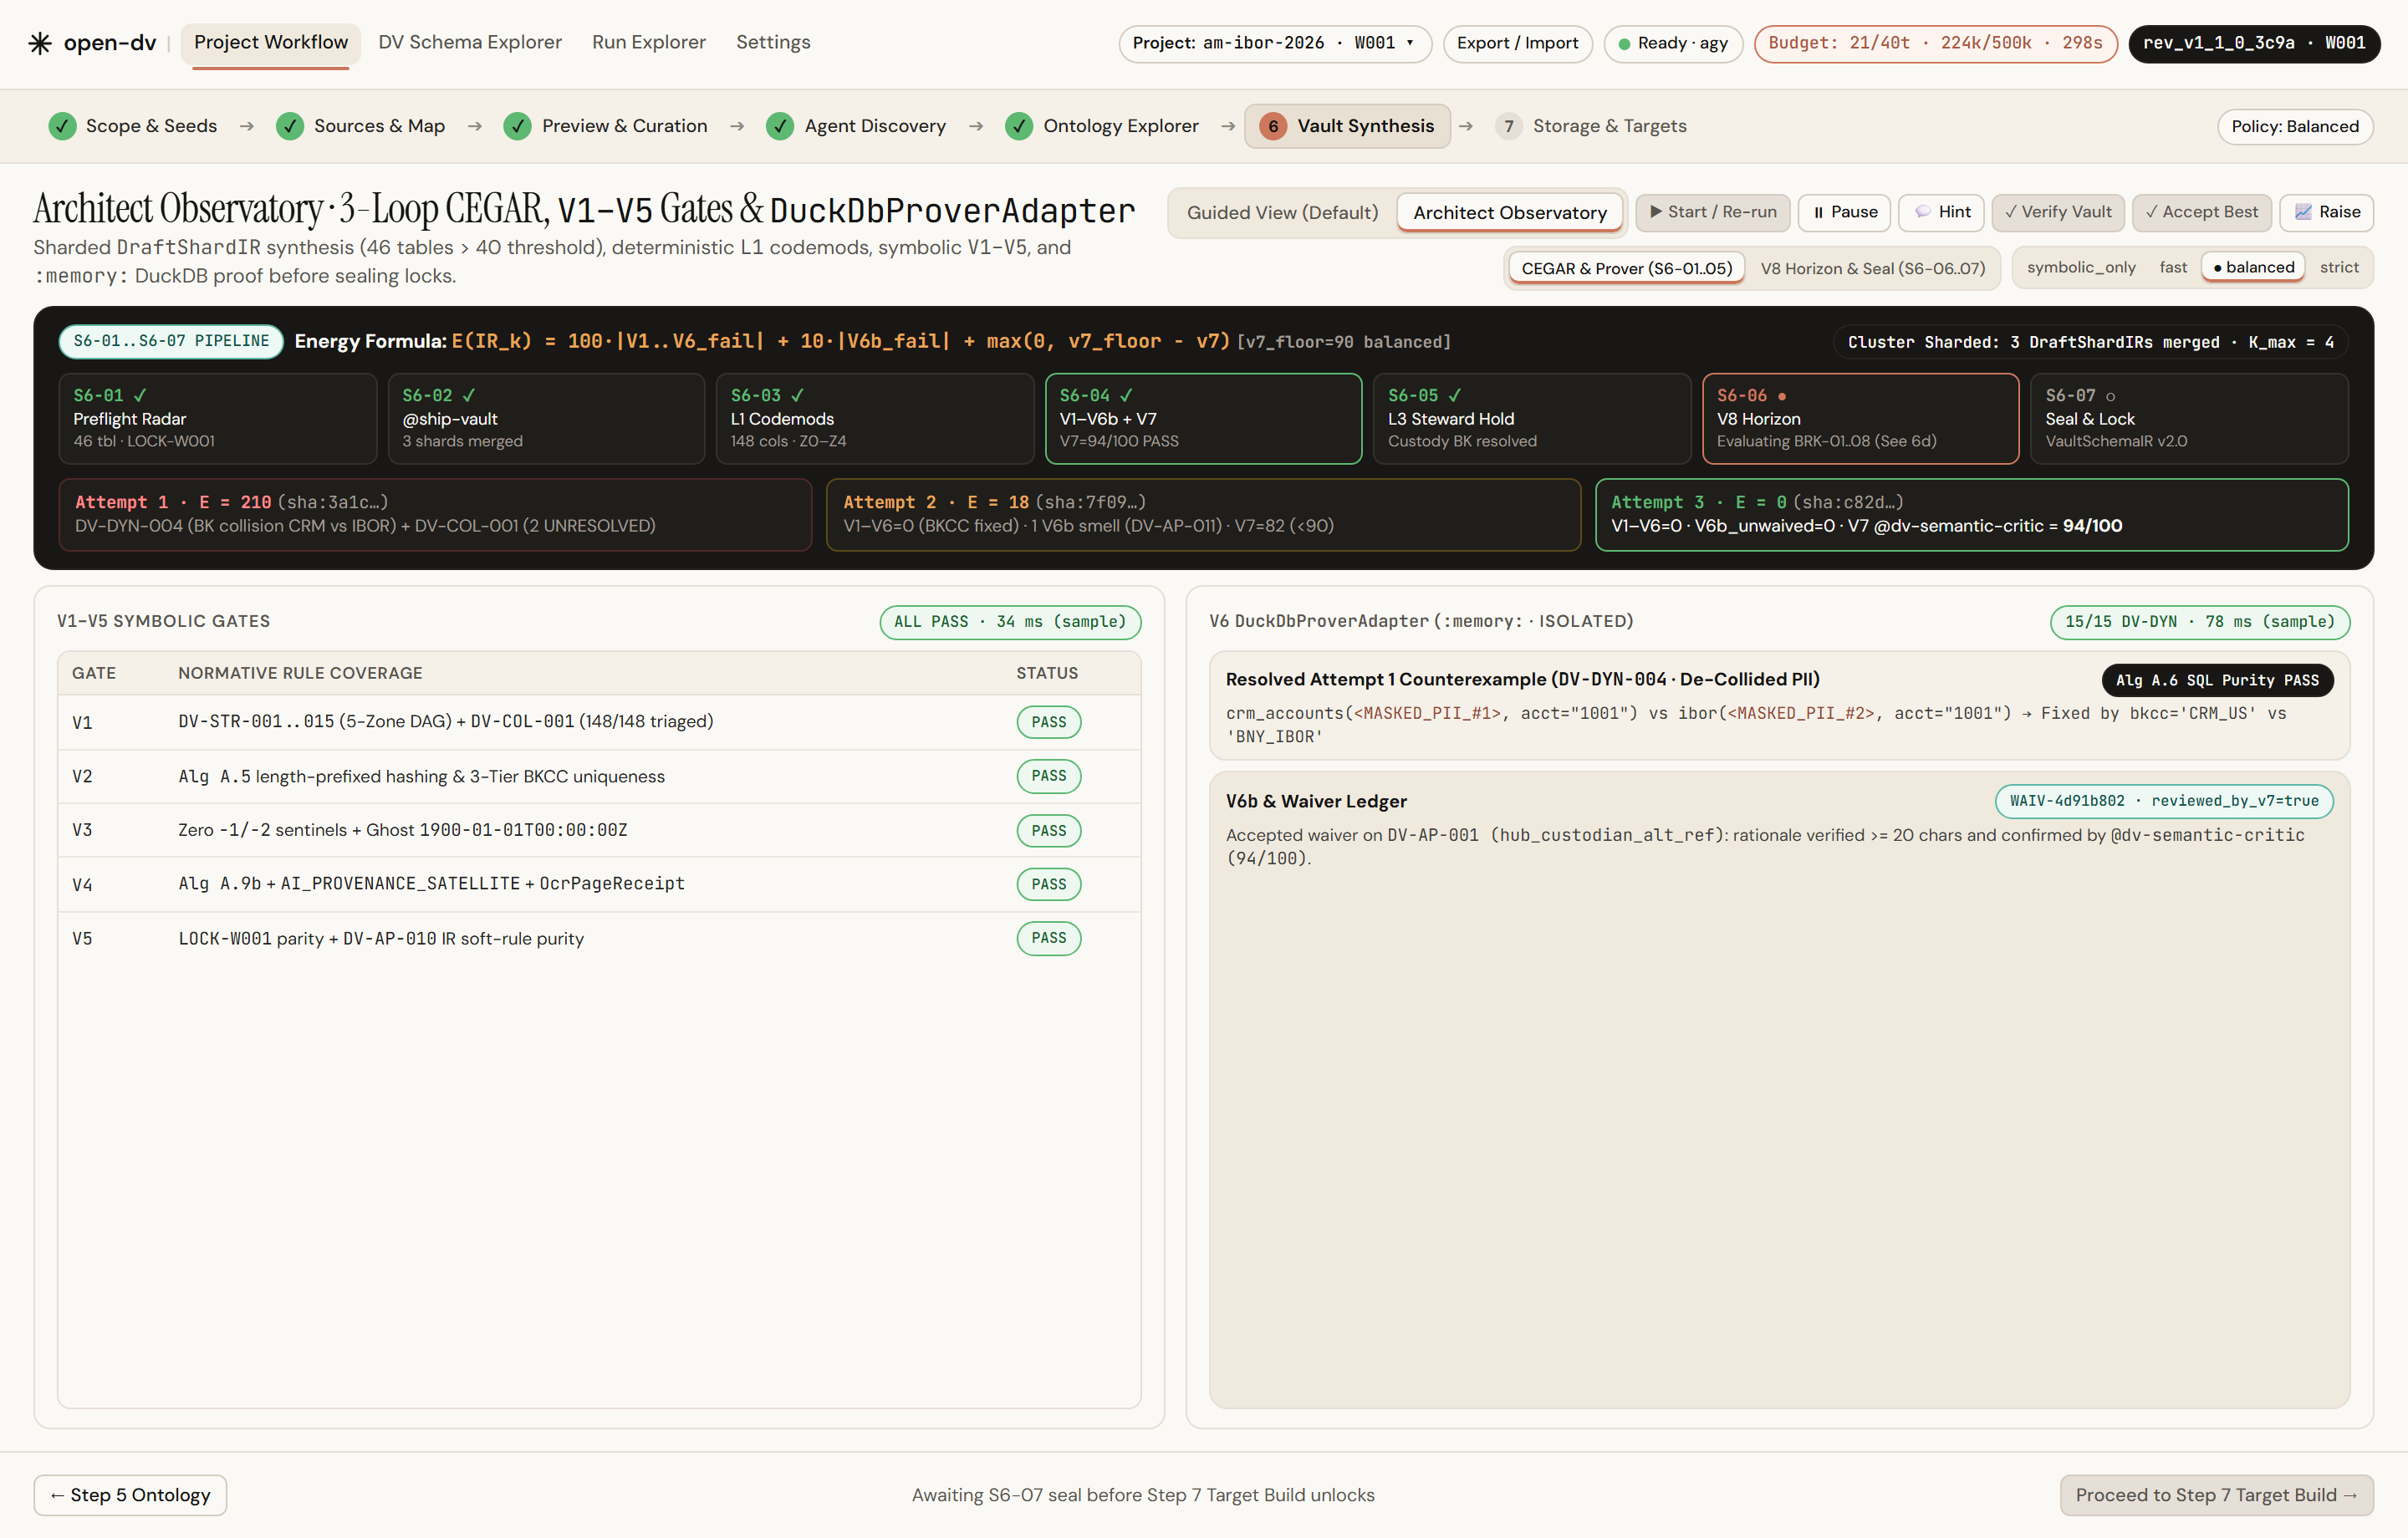 open-dv | Project Workflow DV Schema Explorer Run Explorer Settings Project: am-ibor-2026 · W001 ▾ Export / Import Ready · agy Budget: 21/40t · 224k/500k · 298s rev_v1_1_0_3c9a · W001
✓ Scope & Seeds → ✓ Sources & Map → ✓ Preview & Curation → ✓ Agent Discovery → ✓ Ontology Explorer → 6 Vault Synthesis → 7 Storage & Targets Policy: Balanced
Architect Observatory · 3-Loop CEGAR, V1–V5 Gates & DuckDbProverAdapter
Sharded DraftShardIR synthesis (46 tables > 40 threshold), deterministic L1 codemods, symbolic V1–V5, and
:memory: DuckDB proof before sealing locks.
Guided View (Default) Architect Observatory ▶ Start / Re-run ⏸ Pause 💬 Hint ✓ Verify Vault ✓ Accept Best 📈 Raise
CEGAR & Prover (S6-01..05) V8 Horizon & Seal (S6-06..07) symbolic_only fast ● balanced strict
S6-01..S6-07 PIPELINE Energy Formula: E(IR_k) = 100·|V1..V6_fail| + 10·|V6b_fail| + max(0, v7_floor - v7) [v7_floor=90 balanced] Cluster Sharded: 3 DraftShardIRs merged · K_max = 4
S6-01 ✓
Preflight Radar
46 tbl · LOCK-W001
S6-02 ✓
@ship-vault
3 shards merged
S6-03 ✓
L1 Codemods
148 cols · Z0–Z4
S6-04 ✓
V1–V6b + V7
V7=94/100 PASS
S6-05 ✓
L3 Steward Hold
Custody BK resolved
S6-06 ●
V8 Horizon
Evaluating BRK-01..08 (See 6d)
S6-07 ○
Seal & Lock
VaultSchemaIR v2.0
Attempt 1 · E = 210 (sha:3a1c…)
DV-DYN-004 (BK collision CRM vs IBOR) + DV-COL-001 (2 UNRESOLVED)
Attempt 2 · E = 18 (sha:7f09…)
V1–V6=0 (BKCC fixed) · 1 V6b smell (DV-AP-011) · V7=82 (<90)
Attempt 3 · E = 0 (sha:c82d…)
V1–V6=0 · V6b_unwaived=0 · V7 @dv-semantic-critic = 94/100
V1–V5 SYMBOLIC GATES ALL PASS · 34 ms (sample)
GATE NORMATIVE RULE COVERAGE STATUS
V1 DV-STR-001..015 (5-Zone DAG) + DV-COL-001 (148/148 triaged) PASS
V2 Alg A.5 length-prefixed hashing & 3-Tier BKCC uniqueness PASS
V3 Zero -1/-2 sentinels + Ghost 1900-01-01T00:00:00Z PASS
V4 Alg A.9b + AI_PROVENANCE_SATELLITE + OcrPageReceipt PASS
V5 LOCK-W001 parity + DV-AP-010 IR soft-rule purity PASS
V6 DuckDbProverAdapter (:memory: · ISOLATED) 15/15 DV-DYN · 78 ms (sample)
Resolved Attempt 1 Counterexample (DV-DYN-004 · De-Collided PII) Alg A.6 SQL Purity PASS
crm_accounts(<MASKED_PII_#1>, acct="1001") vs ibor(<MASKED_PII_#2>, acct="1001") → Fixed by bkcc='CRM_US' vs
'BNY_IBOR'
V6b & Waiver Ledger WAIV-4d91b802 · reviewed_by_v7=true
Accepted waiver on DV-AP-001 (hub_custodian_alt_ref): rationale verified >= 20 chars and confirmed by @dv-semantic-critic
(94/100).
← Step 5 Ontology Awaiting S6-07 seal before Step 7 Target Build unlocks Proceed to Step 7 Target Build →